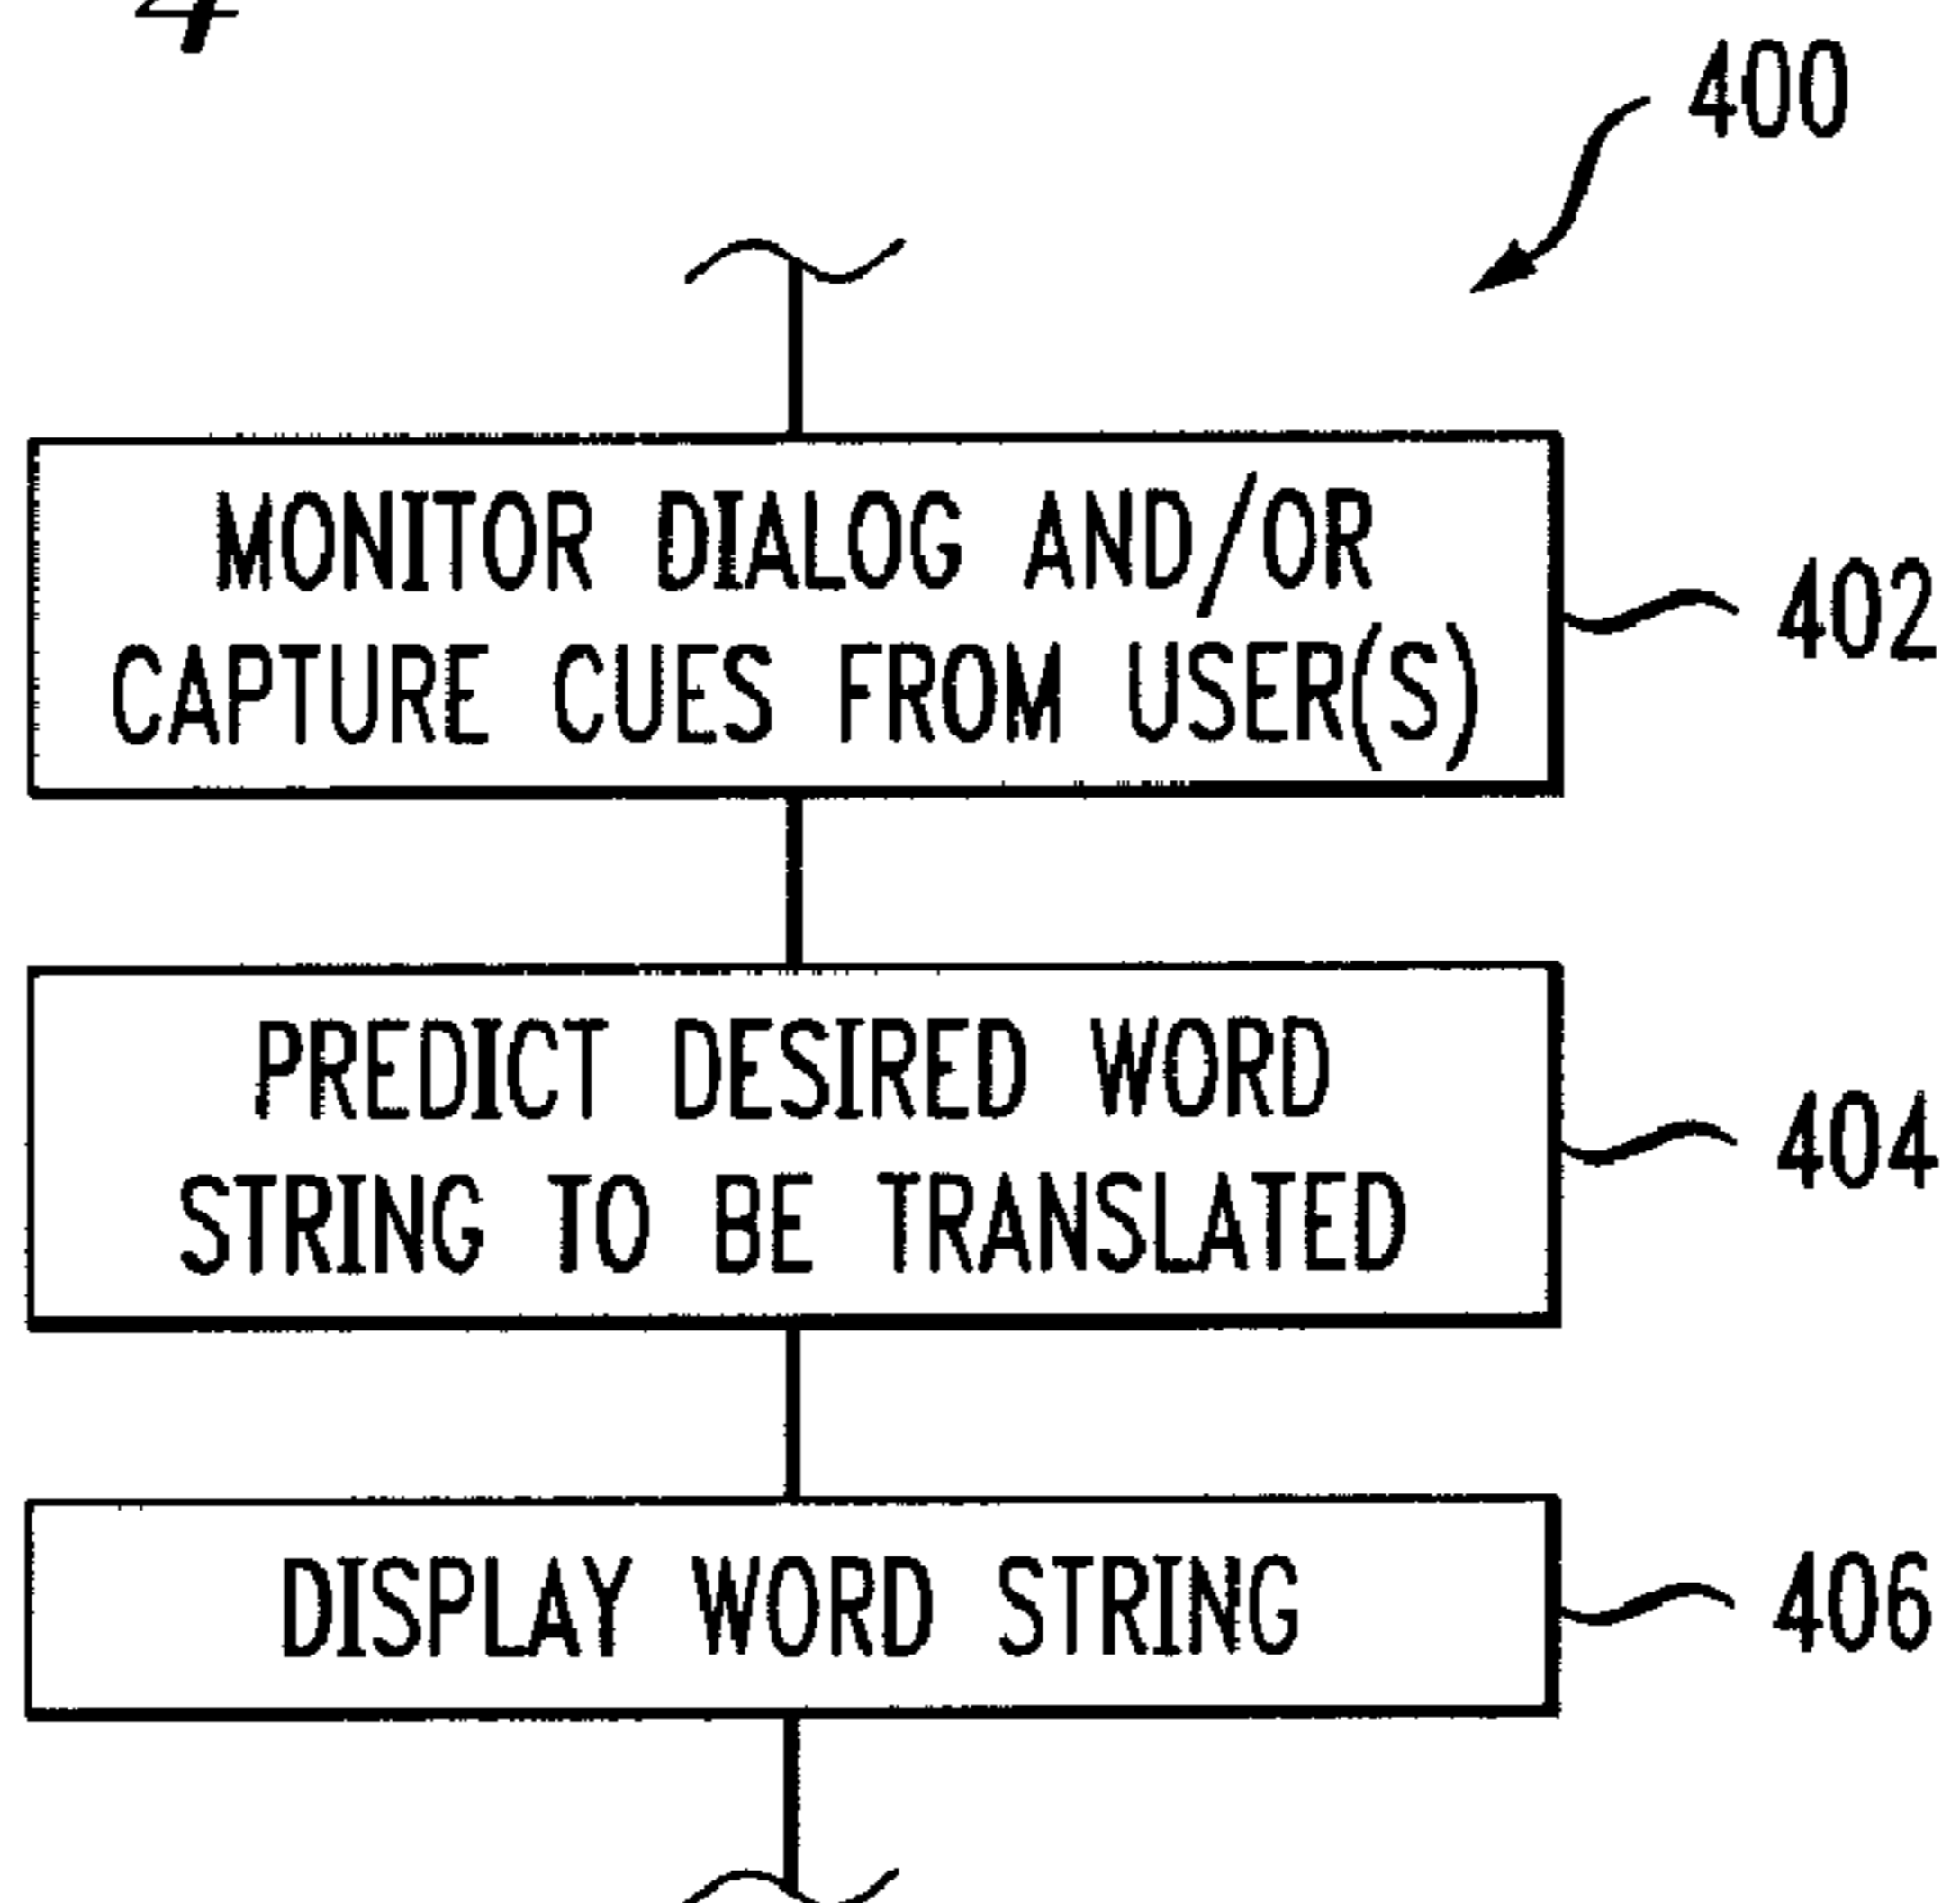 4
400
MONITOR DIALOG AND/OR
CAPTURE CUES FROM USER(S)
402
PREDICT DESIRED WORD
STRING TO BE TRANSLATED
404
DISPLAY WORD STRING
406